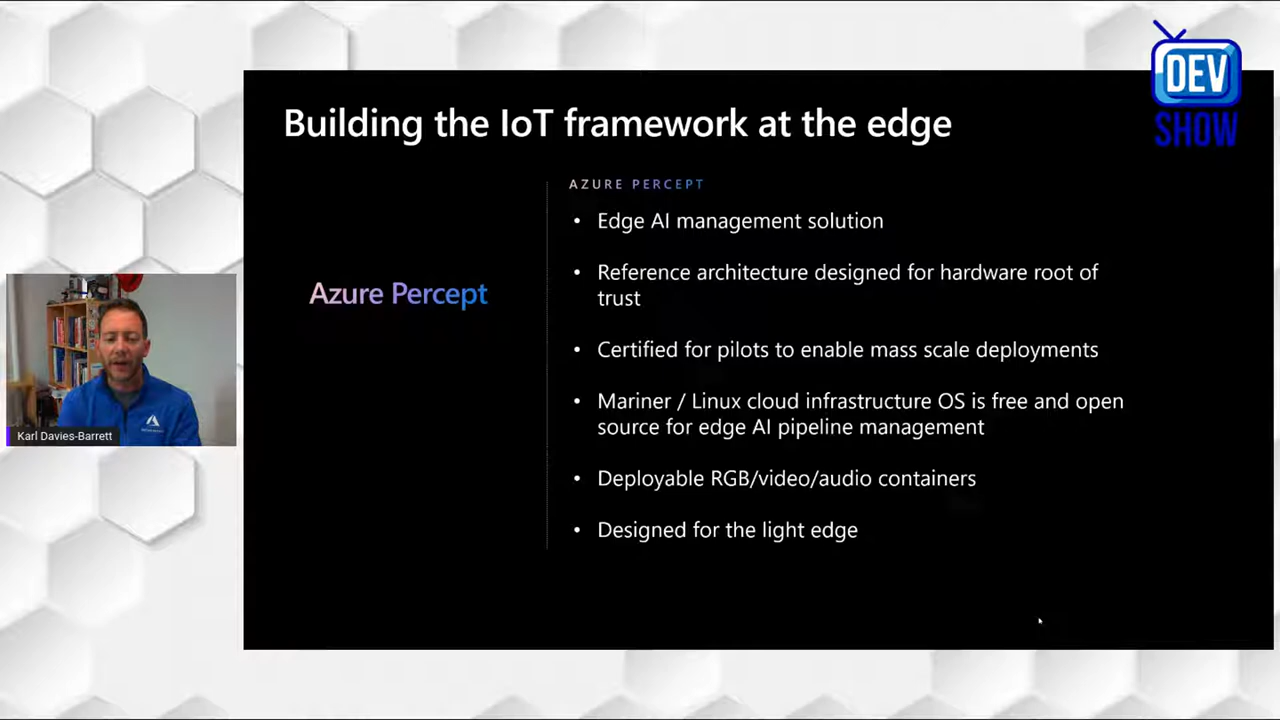 DEV
SHOW
Building the IoT framework at the edge
AZURE PERCEPT
Azure Percept
• Edge AI management solution
• Reference architecture designed for hardware root of
trust
• Certified for pilots to enable mass scale deployments
• Mariner / Linux cloud infrastructure OS is free and open
source for edge AI pipeline management
• Deployable RGB/video/audio containers
• Designed for the light edge
Karl Davies-Barrett